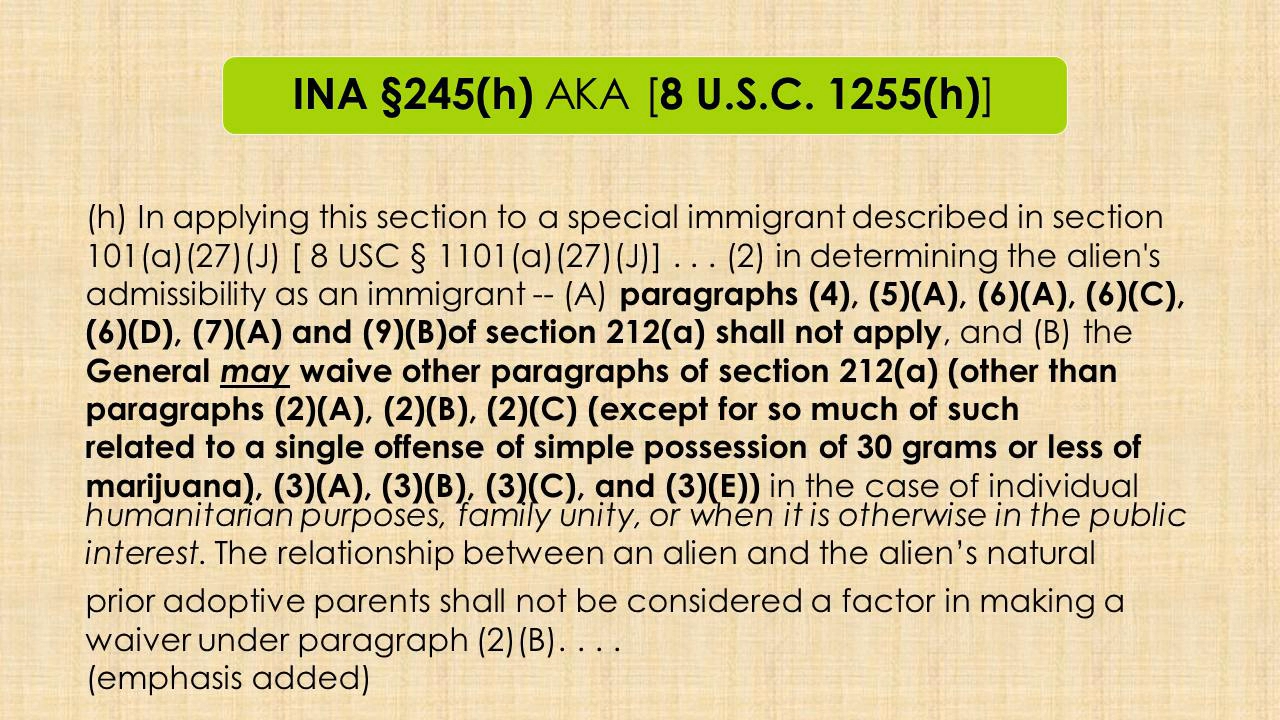 INA §245(h) AKA [8 U.S.C. 1255(h)]
(h) In applying this section to a special immigrant described in section
101(a)(27)(J) [ 8 USC § 1101(a)(27)(J)] . . . (2) in determining the alien's
admissibility as an immigrant -- (A) paragraphs (4), (5)(A), (6)(A), (6)(C),
(6)(D), (7)(A) and (9)(B)of section 212(a) shall not apply, and (B) the
General may waive other paragraphs of section 212(a) (other than
paragraphs (2)(A), (2)(B), (2)(C) (except for so much of such
related to a single offense of simple possession of 30 grams or less of
marijuana), (3)(A), (3)(B), (3)(C), and (3)(E)) in the case of individual
humanitarian purposes, family unity, or when it is otherwise in the public
interest. The relationship between an alien and the alien’s natural
prior adoptive parents shall not be considered a factor in making a
waiver under paragraph (2)(B). . . .
(emphasis added)